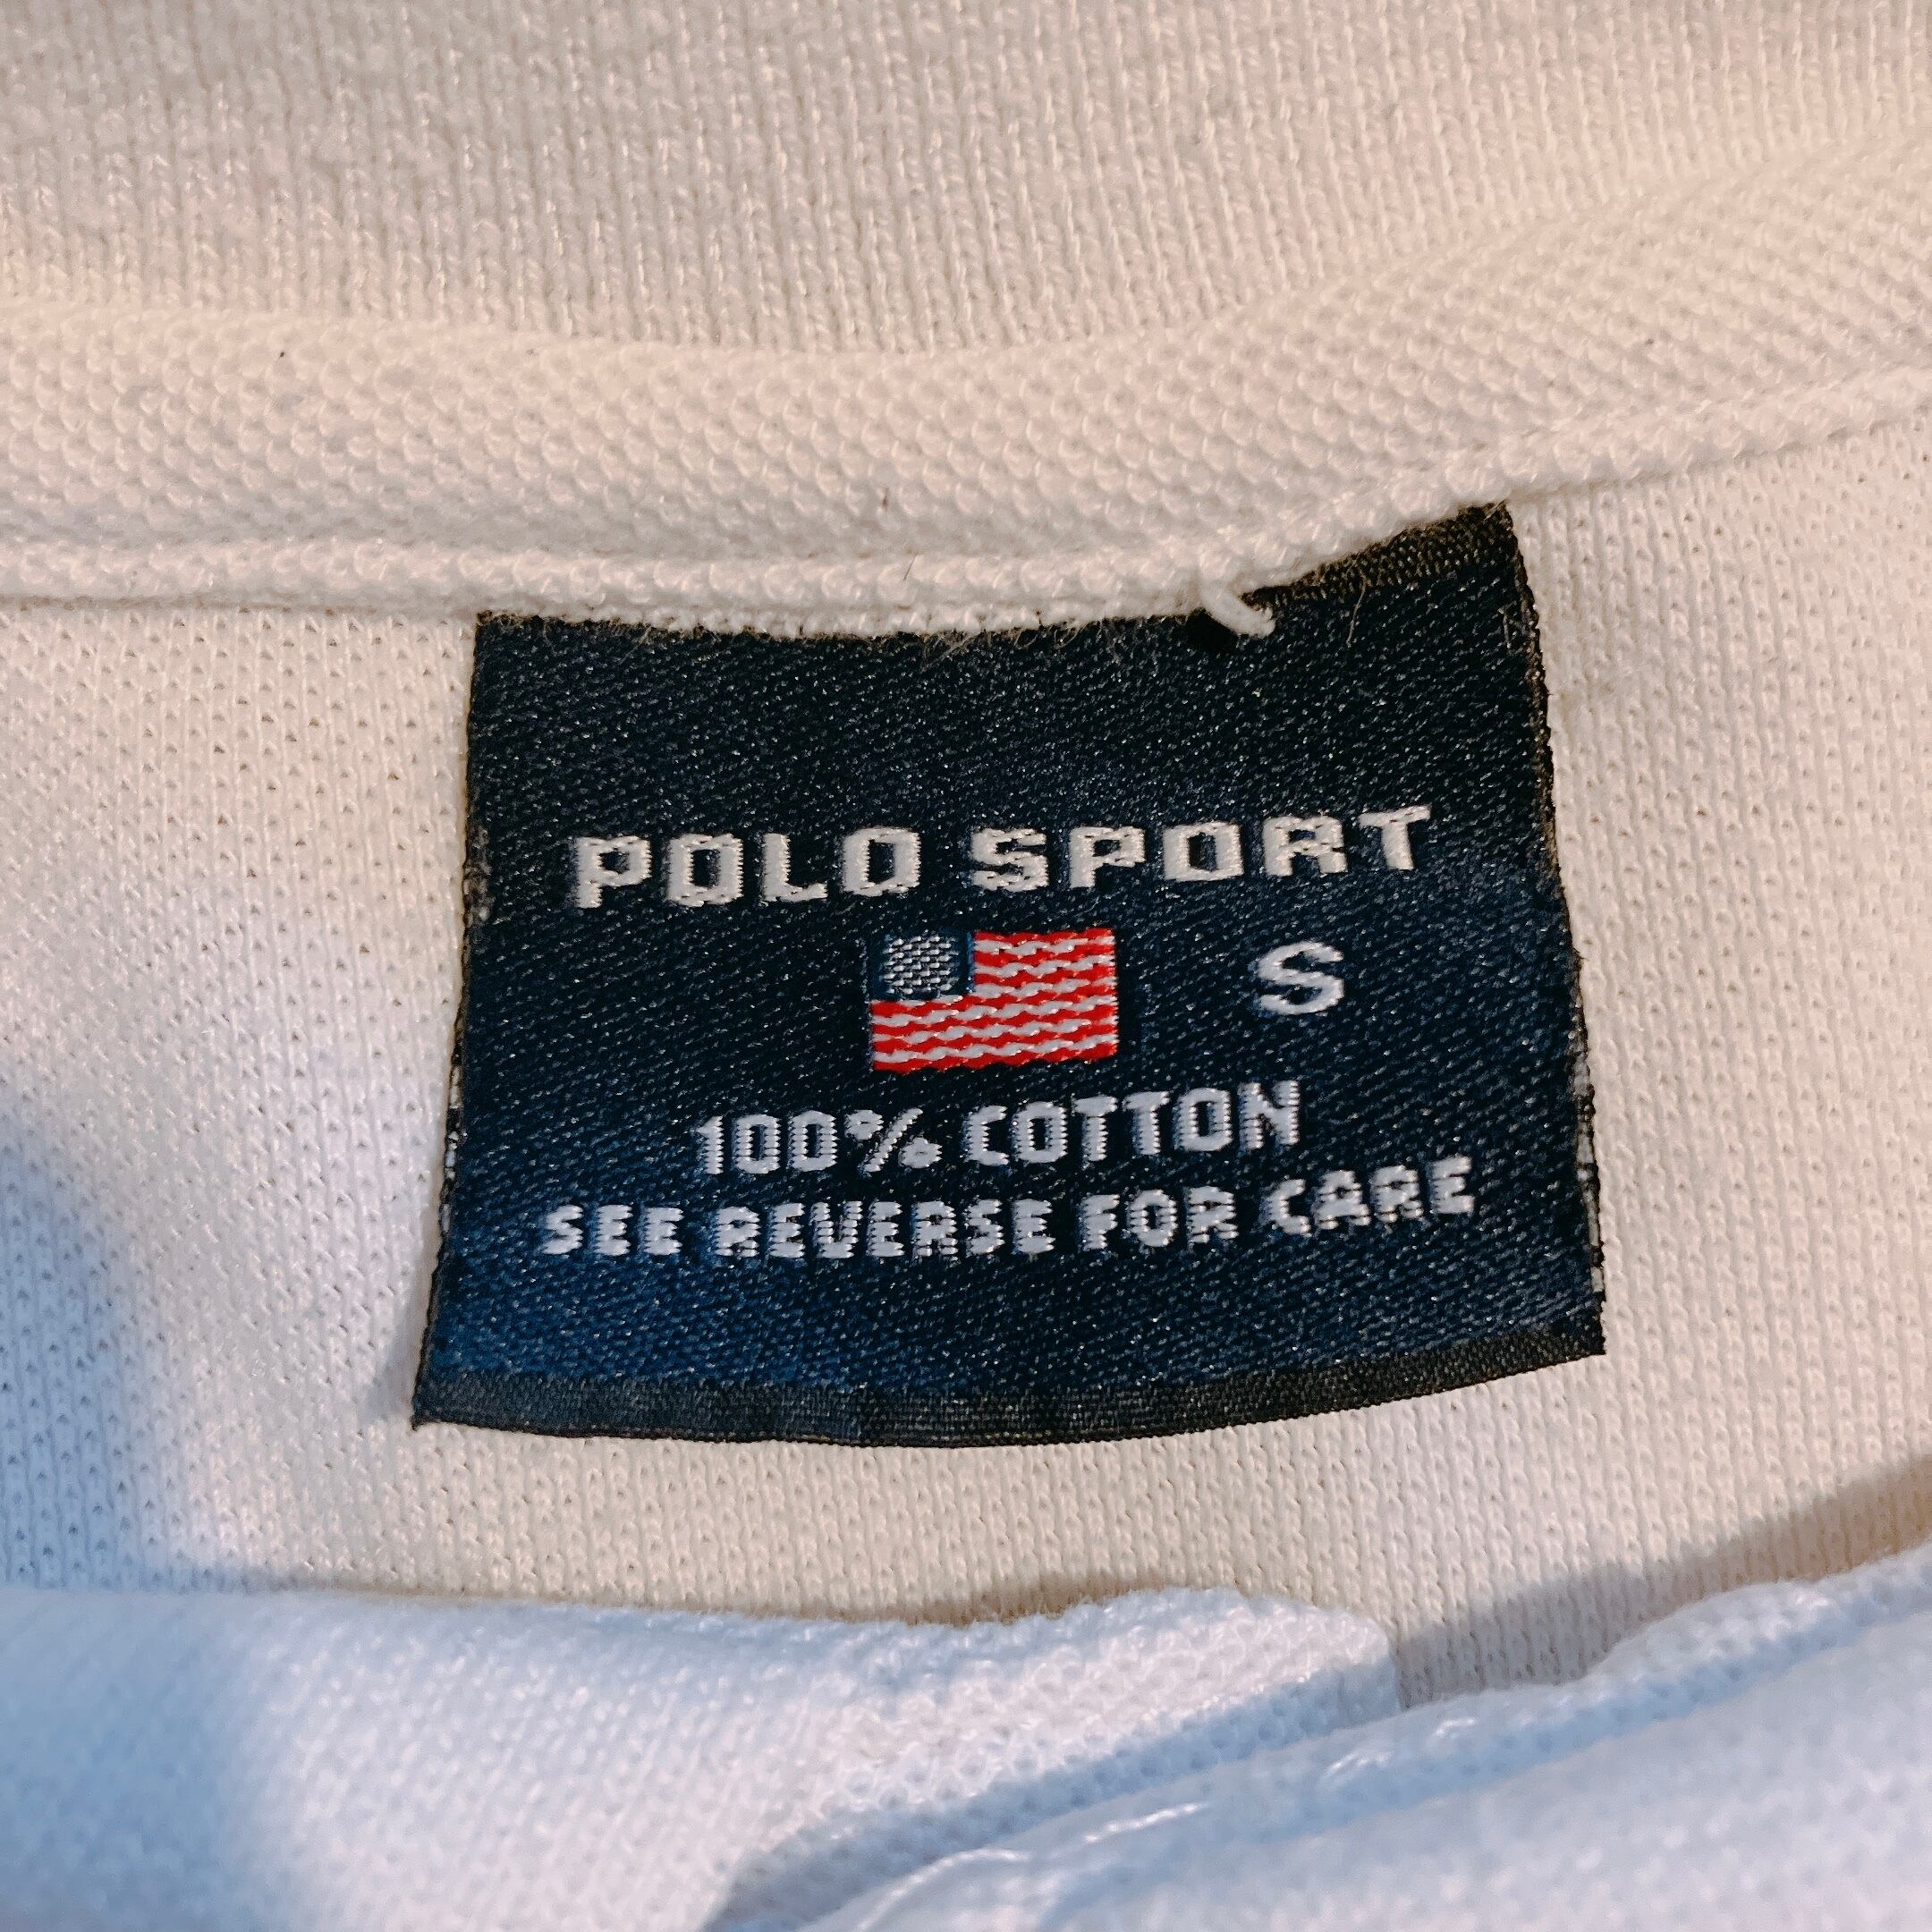 POLO SPORT
S
100% COTTON
SEE REVERSE FOR CARE